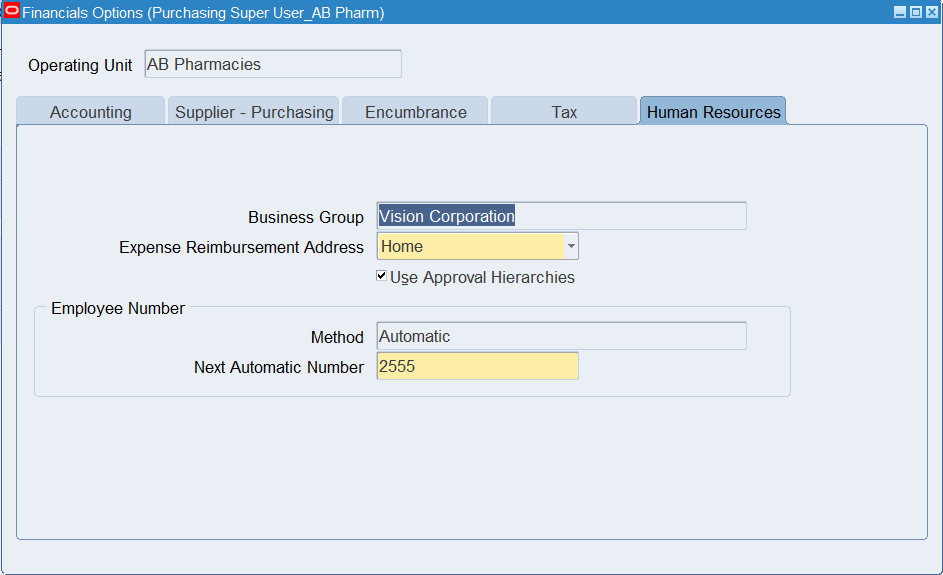 Financials Options (Purchasing Super User_AB Pharm)
Operating Unit AB Pharmacies
Accounting Supplier - Purchasing Encumbrance Tax Human Resources
Business Group Vision Corporation
Expense Reimbursement Address Home
Use Approval Hierarchies
Employee Number
Method Automatic
Next Automatic Number 2555